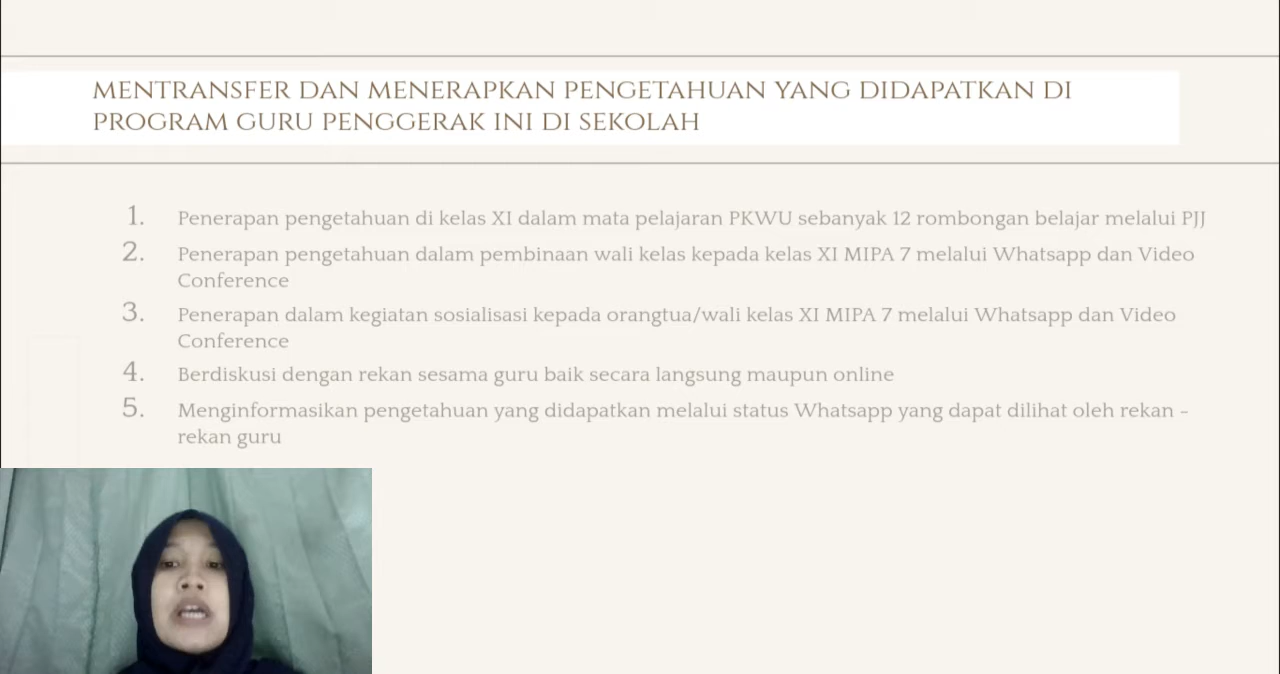 MENTRANSFER DAN MENERAPKAN PENGETAHUAN YANG DIDAPATKAN DI
PROGRAM GURU PENGGERAK INI DI SEKOLAH
1. Penerapan pengetahuan di kelas XI dalam mata pelajaran PKWU sebanyak 12 rombongan belajar melalui PJJ
2. Penerapan pengetahuan dalam pembinaan wali kelas kepada kelas XI MIPA 7 melalui Whatsapp dan Video
Conference
3. Penerapan dalam kegiatan sosialisasi kepada orangtua/wali kelas XI MIPA 7 melalui Whatsapp dan Video
Conference
4. Berdiskusi dengan rekan sesama guru baik secara langsung maupun online
5. Menginformasikan pengetahuan yang didapatkan melalui status Whatsapp yang dapat dilihat oleh rekan -
rekan guru